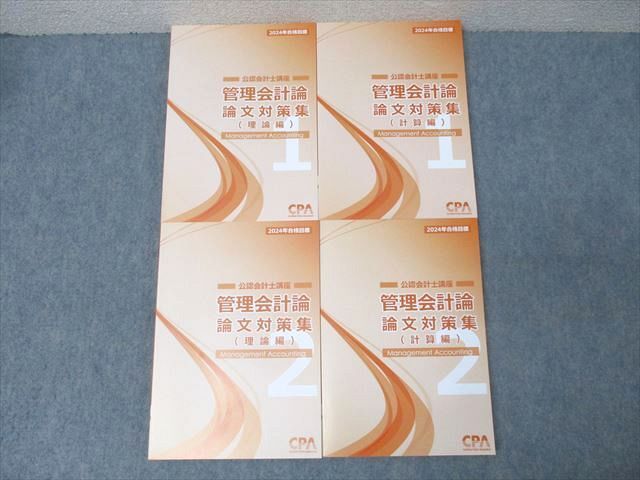 2024年合格目標
公認会計士講座
管理会計論
論文対策集
(理論編)
Management Accounting
1
CPA
2024年合格目標
公認会計士講座
管理会計論
論文対策集
(計算編)
Management Accounting
1
CPA
2024年合格目標
公認会計士講座
管理会計論
論文対策集
(理論編)
Management Accounting
2
CPA
2024年合格目標
公認会計士講座
管理会計論
論文対策集
(計算編)
Management Accounting
2
CPA